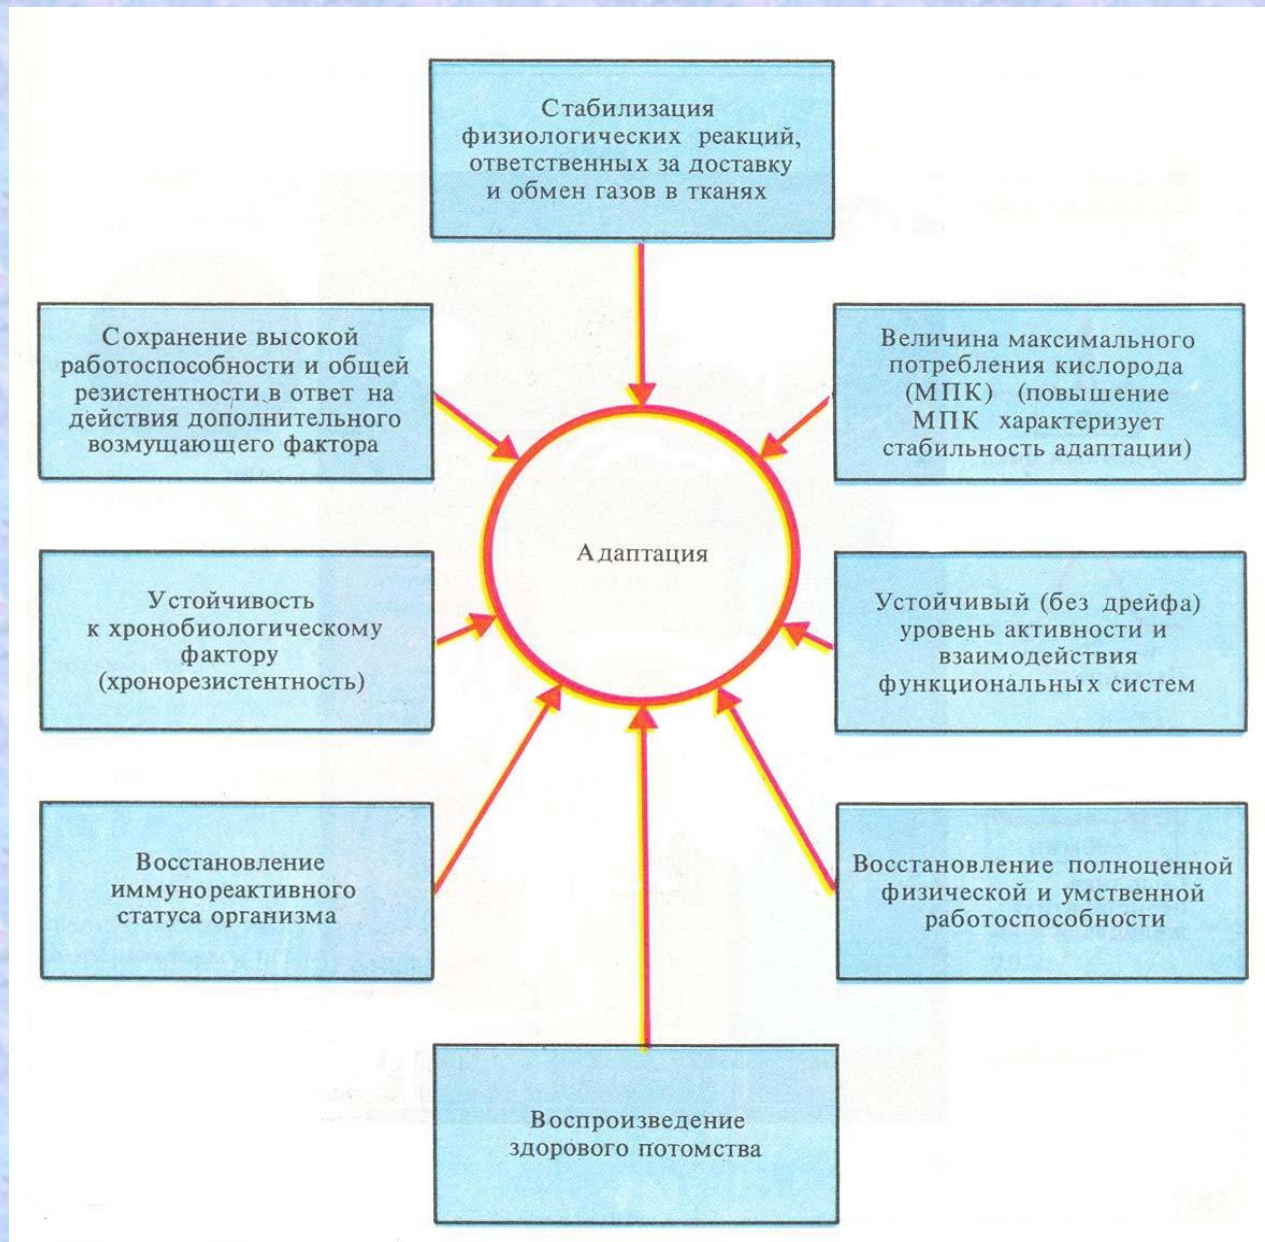 Стабилизация
физиологических реакций,
ответственных за доставку
и обмен газов в тканях
Сохранение высокой
работоспособности и общей
резистентности в ответ на
действия дополнительного
возмущающего фактора
Величина максимального
потребления кислорода
(МПК) (повышение
МПК характеризует
стабильность адаптации)
Адаптация
Устойчивость
к хронобиологическому
фактору
(хронорезистентность)
Устойчивый (без дрейфа)
уровень активности и
взаимодействия
функциональных систем
Восстановление
иммунореактивного
статуса организма
Восстановление полноценной
физической и умственной
работоспособности
Воспроизведение
здорового потомства